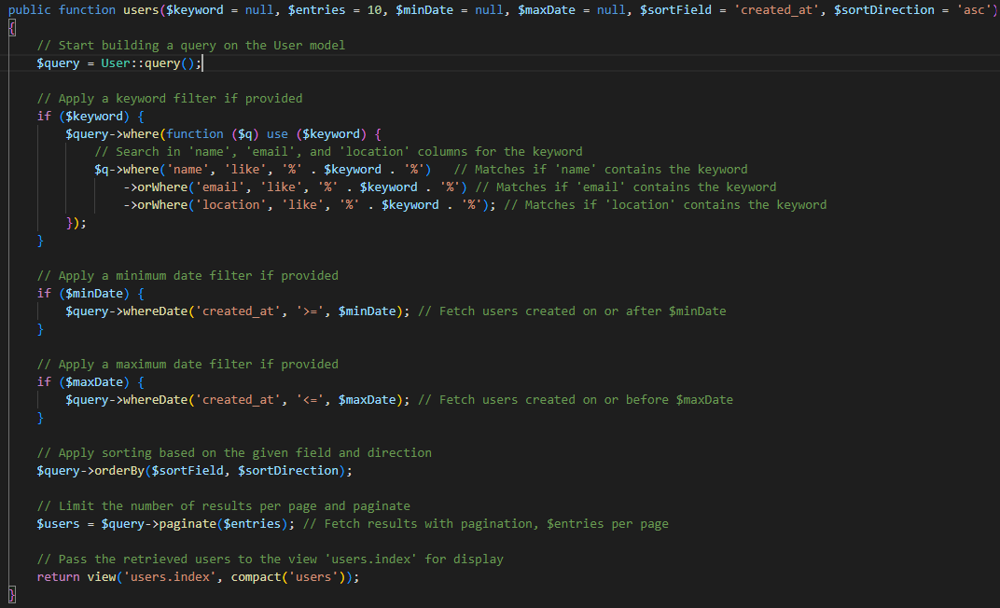 public function users($keyword = null, $entries = 10, $minDate = null, $maxDate = null, $sortField = 'created_at', $sortDirection = 'asc')
{
    // Start building a query on the User model
    $query = User::query();
    // Apply a keyword filter if provided
    if ($keyword) {
        $query->where(function ($q) use ($keyword) {
            // Search in 'name', 'email', and 'location' columns for the keyword
            $q->where('name', 'like', '%' . $keyword . '%')   // Matches if 'name' contains the keyword
                ->orWhere('email', 'like', '%' . $keyword . '%') // Matches if 'email' contains the keyword
                ->orWhere('location', 'like', '%' . $keyword . '%'); // Matches if 'location' contains the keyword
        });
    }
    // Apply a minimum date filter if provided
    if ($minDate) {
        $query->whereDate('created_at', '>=', $minDate); // Fetch users created on or after $minDate
    }
    // Apply a maximum date filter if provided
    if ($maxDate) {
        $query->whereDate('created_at', '<=', $maxDate); // Fetch users created on or before $maxDate
    }
    // Apply sorting based on the given field and direction
    $query->orderBy($sortField, $sortDirection);
    // Limit the number of results per page and paginate
    $users = $query->paginate($entries); // Fetch results with pagination, $entries per page
    // Pass the retrieved users to the view 'users.index' for display
    return view('users.index', compact('users'));
}